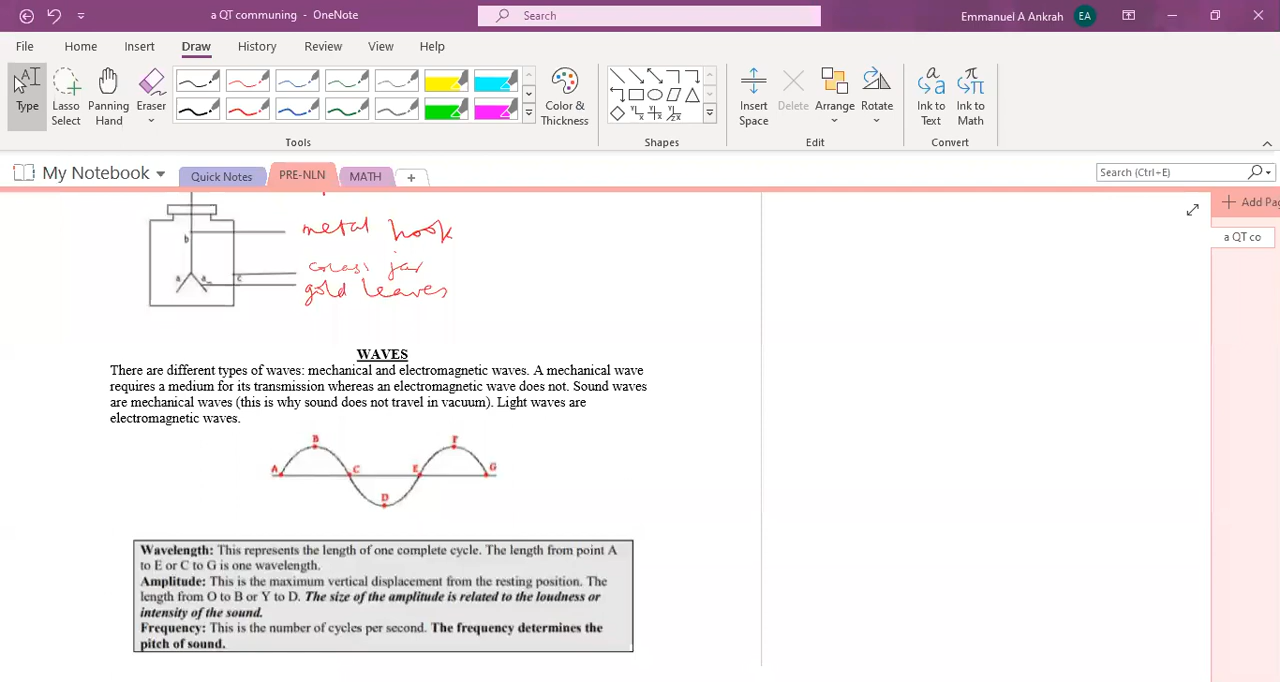 a QT communing - OneNote
Search
Emmanuel A Ankrah
EA
File Home Insert Draw History Review View Help
Type
Lasso Select
Panning Hand
Eraser
Color & Thickness
Insert Space
Delete
Arrange
Rotate
Ink to Text
Ink to Math
Tools
Shapes
Edit
Convert
My Notebook
Quick Notes
PRE-NLN
MATH
Search (Ctrl+E)
Add Pag
a QT co
b
metal hook
a a c
jar
gold leaves
WAVES
There are different types of waves: mechanical and electromagnetic waves. A mechanical wave
requires a medium for its transmission whereas an electromagnetic wave does not. Sound waves
are mechanical waves (this is why sound does not travel in vacuum). Light waves are
electromagnetic waves.
A B C D E F G
Wavelength: This represents the length of one complete cycle. The length from point A
to E or C to G is one wavelength.
Amplitude: This is the maximum vertical displacement from the resting position. The
length from O to B or Y to D. The size of the amplitude is related to the loudness or
intensity of the sound.
Frequency: This is the number of cycles per second. The frequency determines the
pitch of sound.